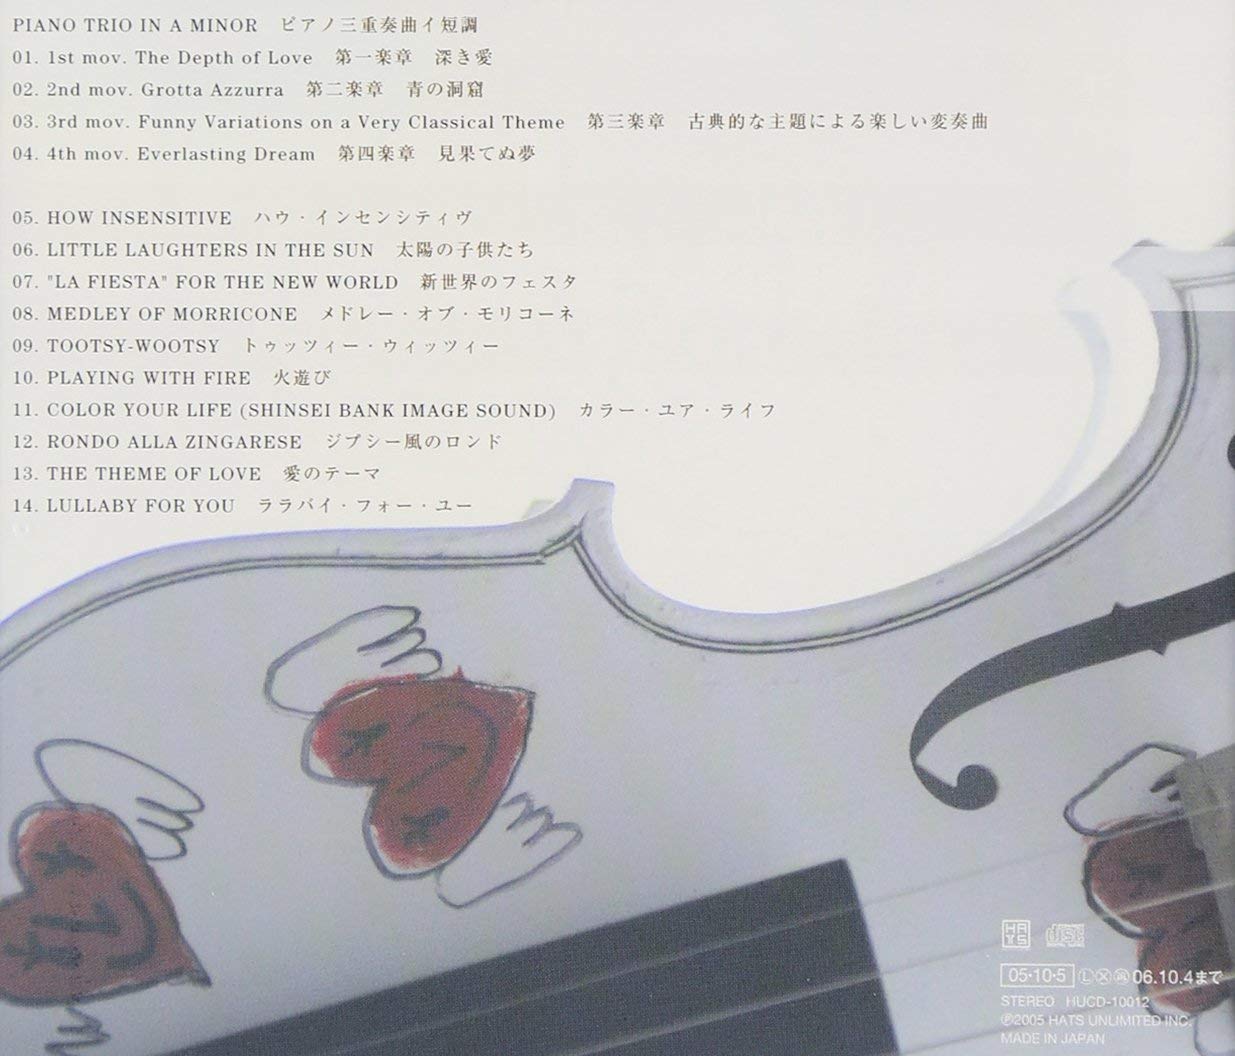 PIANO TRIO IN A MINOR　ピアノ三重奏曲イ短調
01. 1st mov. The Depth of Love　第一楽章　深き愛
02. 2nd mov. Grotta Azzurra　第二楽章　青の洞窟
03. 3rd mov. Funny Variations on a Very Classical Theme　第三楽章　古典的な主題による楽しい変奏曲
04. 4th mov. Everlasting Dream　第四楽章　見果てぬ夢
05. HOW INSENSITIVE　ハウ・インセンシティヴ
06. LITTLE LAUGHTERS IN THE SUN　太陽の子供たち
07. "LA FIESTA" FOR THE NEW WORLD　新世界のフェスタ
08. MEDLEY OF MORRICONE　メドレー・オブ・モリコーネ
09. TOOTSY-WOOTSY　トゥッツィー・ウィッツィー
10. PLAYING WITH FIRE　火遊び
11. COLOR YOUR LIFE (SHINSEI BANK IMAGE SOUND)　カラー・ユア・ライフ
12. RONDO ALLA ZINGARESE　ジプシー風のロンド
13. THE THEME OF LOVE　愛のテーマ
14. LULLABY FOR YOU　ララバイ・フォー・ユー
HATS disc
05·10·5 Ⓛ 06.10.4まで
STEREO HUCD-10012
℗2005 HATS UNLIMITED INC.
MADE IN JAPAN